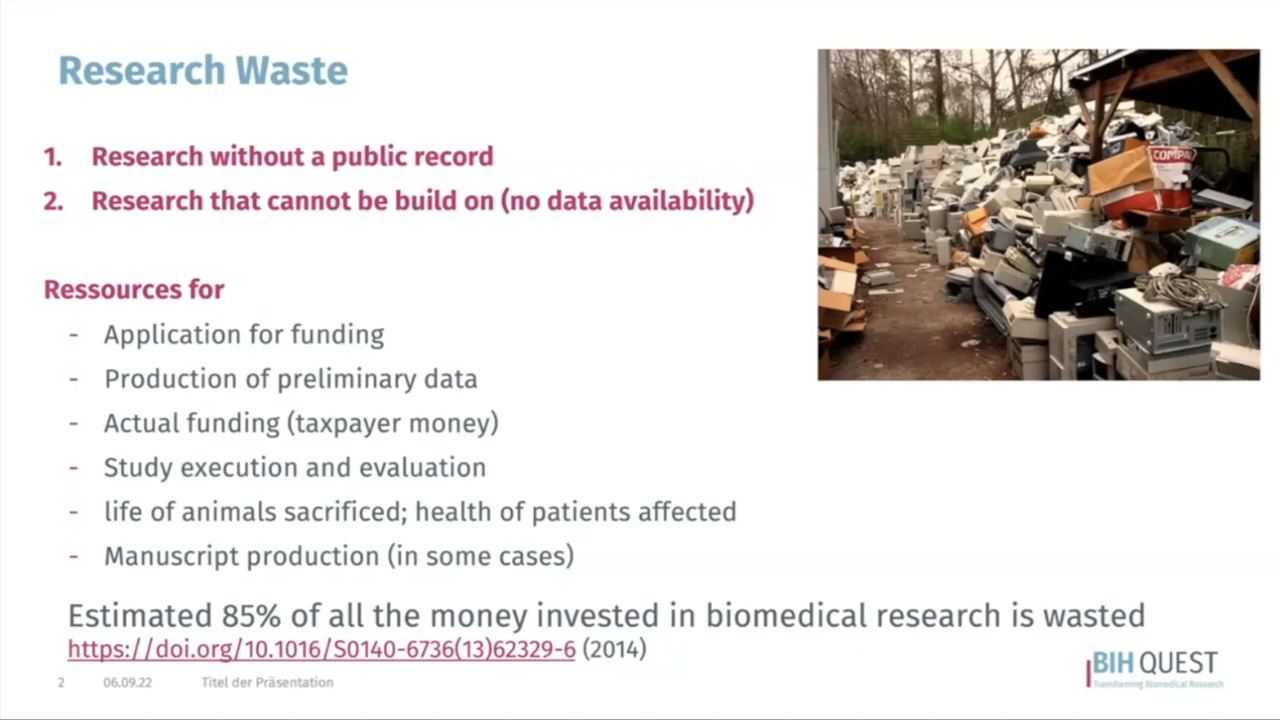 Research Waste
1. Research without a public record
2. Research that cannot be build on (no data availability)
Ressources for
- Application for funding
- Production of preliminary data
- Actual funding (taxpayer money)
- Study execution and evaluation
- life of animals sacrificed; health of patients affected
- Manuscript production (in some cases)
Estimated 85% of all the money invested in biomedical research is wasted
https://doi.org/10.1016/S0140-6736(13)62329-6 (2014)
2 06.09.22 Titel der Präsentation
BIH QUEST
Transforming Biomedical Research